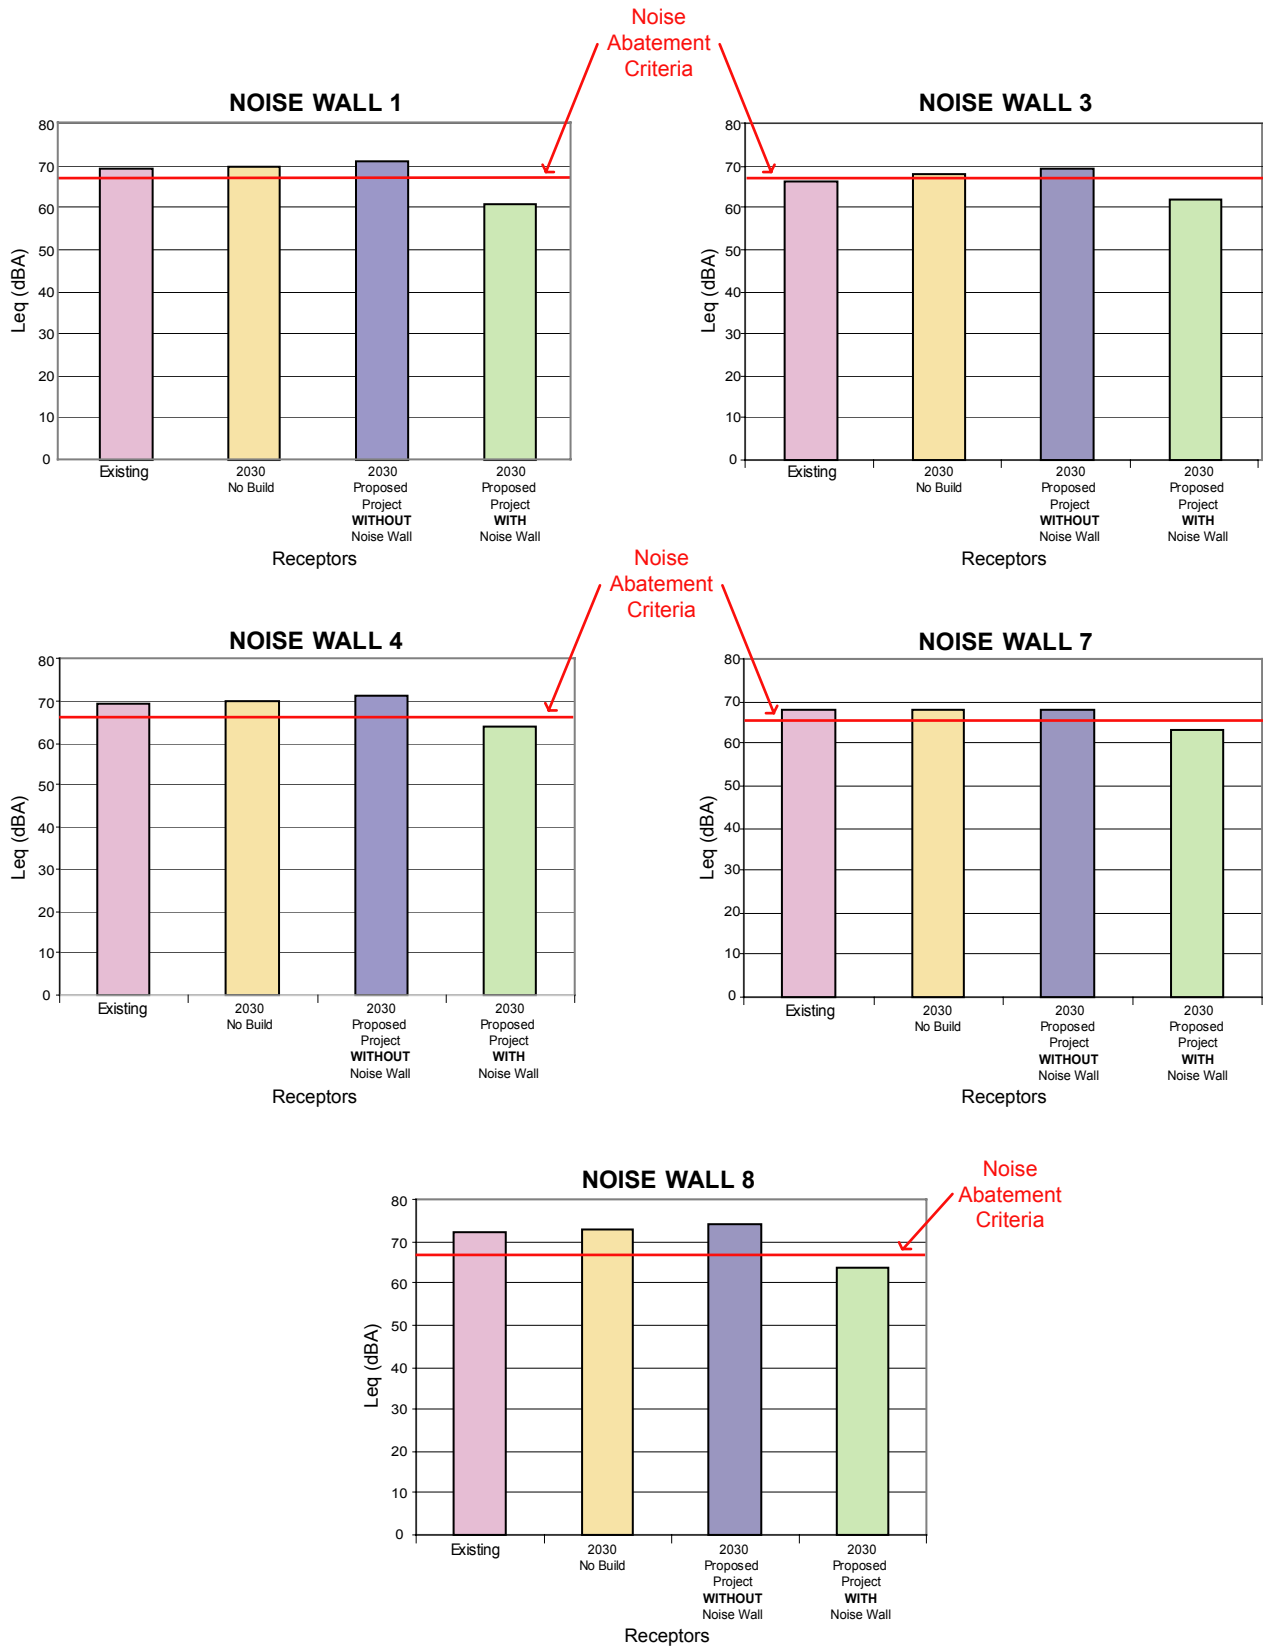 Noise
Abatement
Criteria
NOISE WALL 1
80
70
60
50
40
30
20
10
0
Leq (dBA)
Existing
2030
No Build
2030
Proposed
Project
WITHOUT
Noise Wall
2030
Proposed
Project
WITH
Noise Wall
Receptors
NOISE WALL 3
80
70
60
50
40
30
20
10
0
Leq (dBA)
Existing
2030
No Build
2030
Proposed
Project
WITHOUT
Noise Wall
2030
Proposed
Project
WITH
Noise Wall
Receptors
Noise
Abatement
Criteria
NOISE WALL 4
80
70
60
50
40
30
20
10
0
Leq (dBA)
Existing
2030
No Build
2030
Proposed
Project
WITHOUT
Noise Wall
2030
Proposed
Project
WITH
Noise Wall
Receptors
NOISE WALL 7
80
70
60
50
40
30
20
10
0
Leq (dBA)
Existing
2030
No Build
2030
Proposed
Project
WITHOUT
Noise Wall
2030
Proposed
Project
WITH
Noise Wall
Receptors
Noise
Abatement
Criteria
NOISE WALL 8
80
70
60
50
40
30
20
10
0
Leq (dBA)
Existing
2030
No Build
2030
Proposed
Project
WITHOUT
Noise Wall
2030
Proposed
Project
WITH
Noise Wall
Receptors